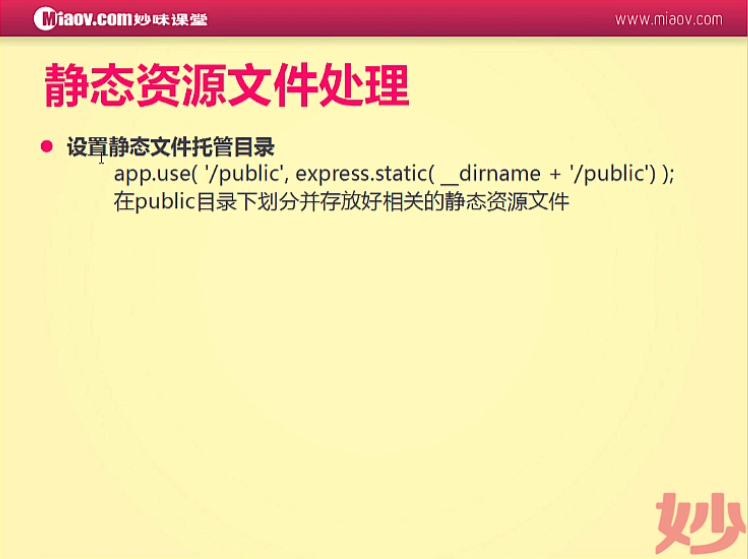 Miaov.com妙味课堂
www.miaov.com
静态资源文件处理
设置静态文件托管目录
app.use( '/public', express.static( __dirname + '/public') );
在public目录下划分并存放好相关的静态资源文件
妙